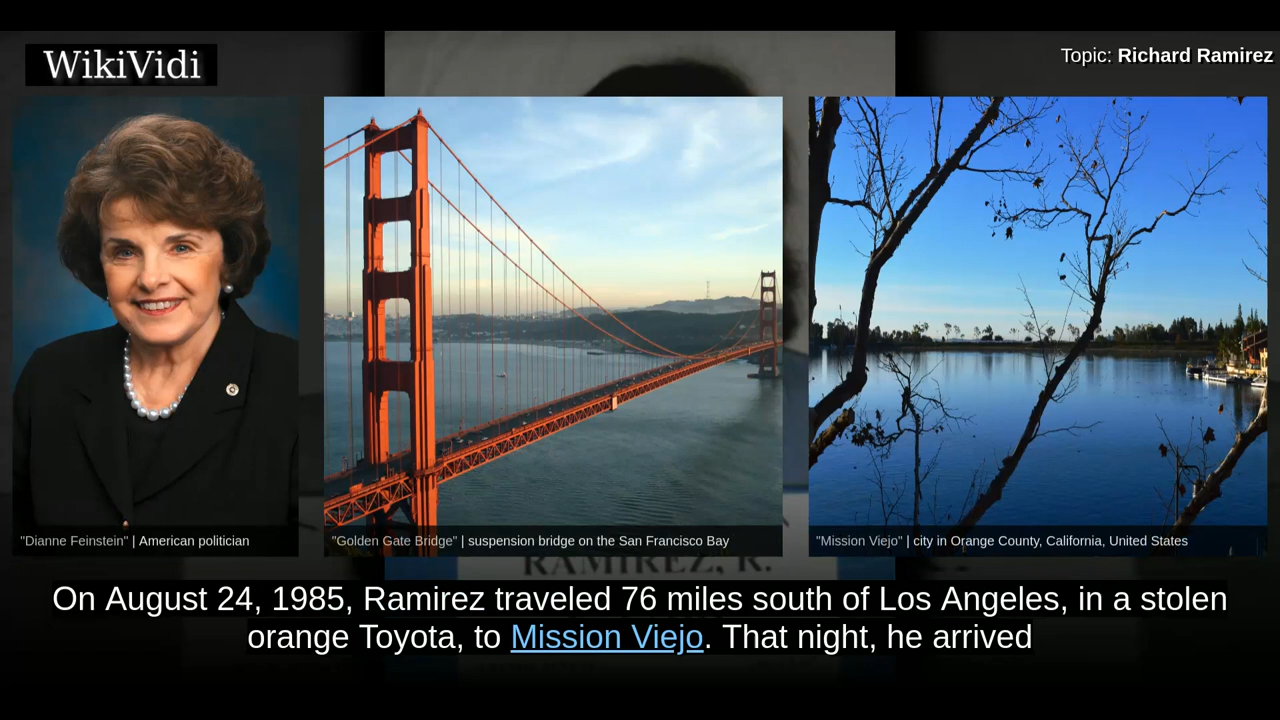 WikiVidi
Topic: Richard Ramirez
"Dianne Feinstein" | American politician
"Golden Gate Bridge" | suspension bridge on the San Francisco Bay
"Mission Viejo" | city in Orange County, California, United States
RAMIREZ, R.
On August 24, 1985, Ramirez traveled 76 miles south of Los Angeles, in a stolen
orange Toyota, to Mission Viejo. That night, he arrived